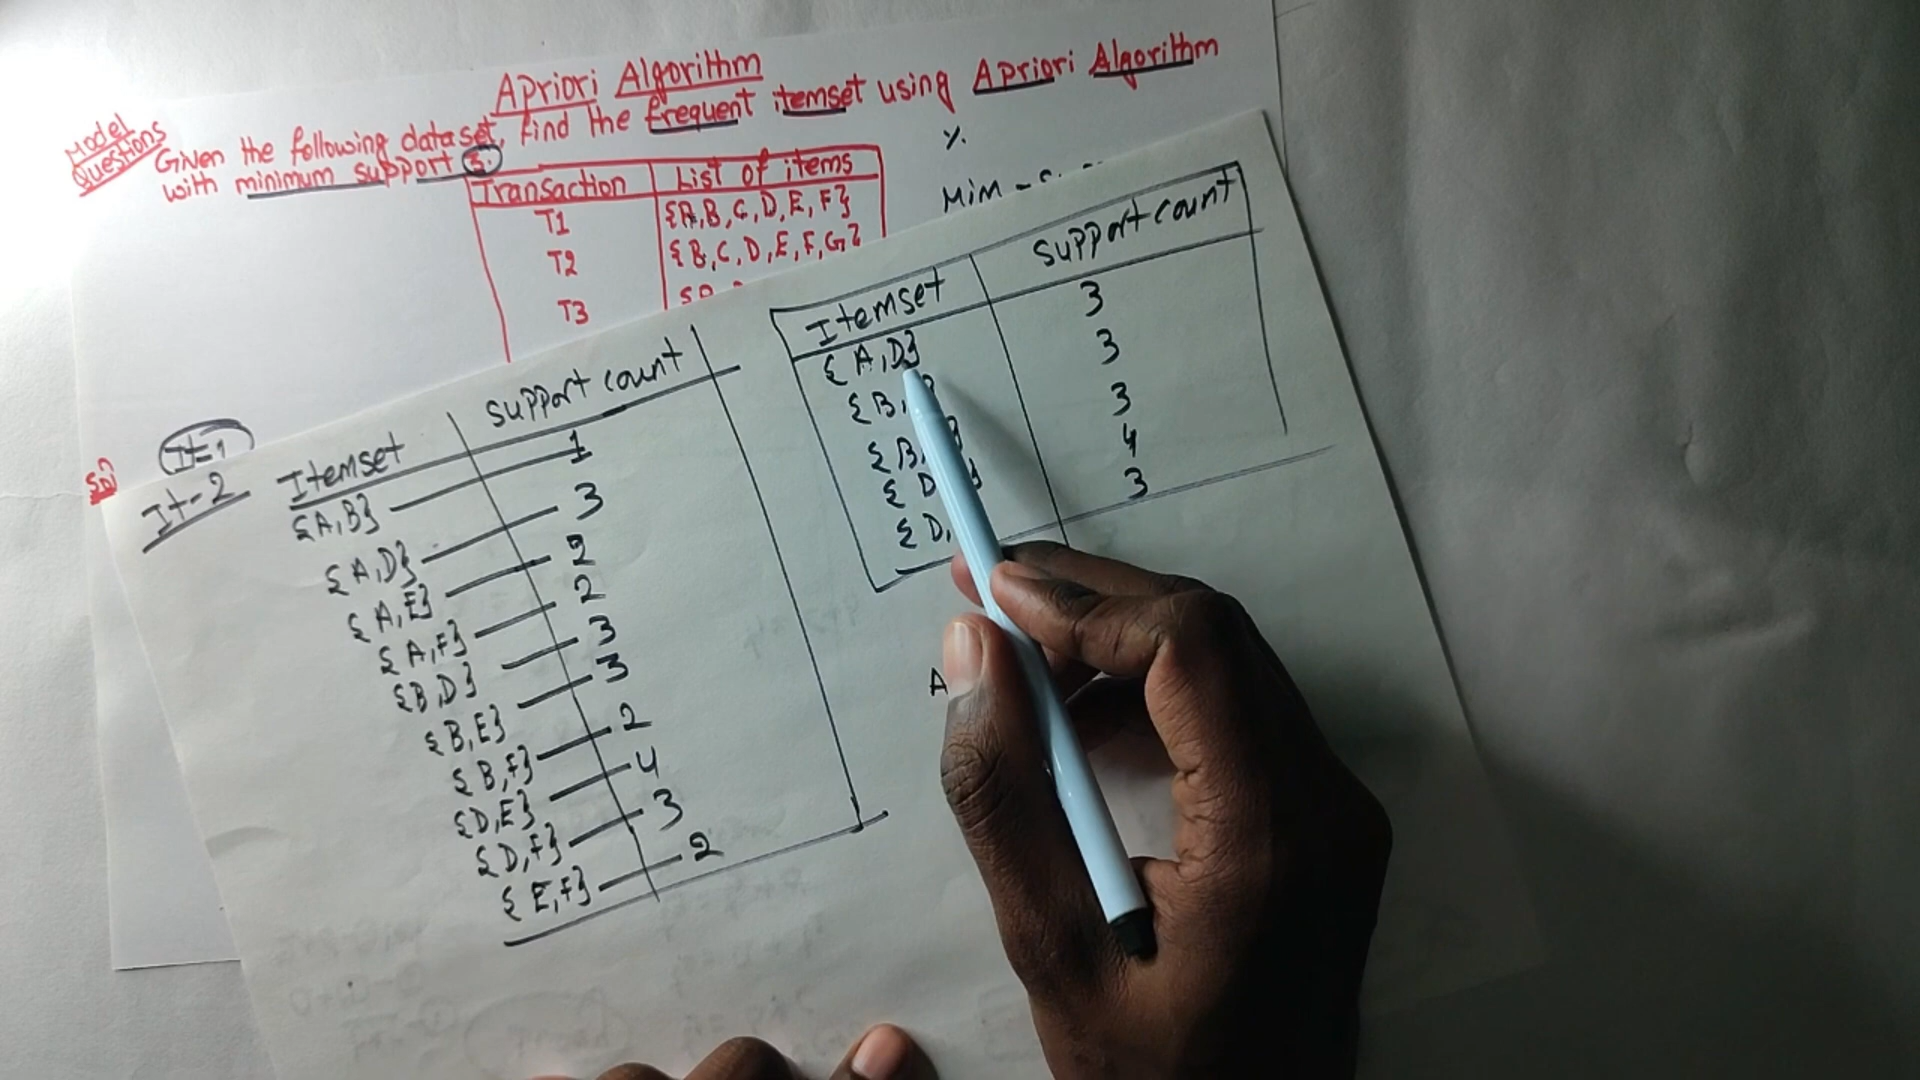 Apriori Algorithm
Model
Questions
Given the following dataset, find the frequent itemset using Apriori Algorithm
with minimum support 3.
Transaction List of items
T1 {A,B,C,D,E,F}
T2 {B,C,D,E,F,G}
T3
%
It=1
Itemset support count
It-2
{A,B} 1
{A,D} 3
{A,E} 2
{A,F} 2
{B,D} 3
{B,E} 3
{B,F} 2
{D,E} 4
{D,F} 3
{E,F} 2
Itemset support count
{A,D} 3
{B, 3
{B, 3
{D 4
{D, 3
A